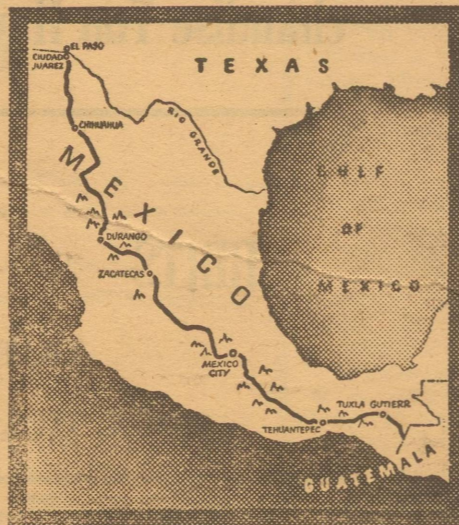 EL PASO
CIUDAD
JUAREZ
TEXAS
CHIHUAHUA
RIO GRANDE
MEXICO
GULF
OF
MEXICO
DURANGO
ZACATECAS
MEXICO
CITY
TUXLA GUTIERR
TEHUANTEPEC
GUATEMALA